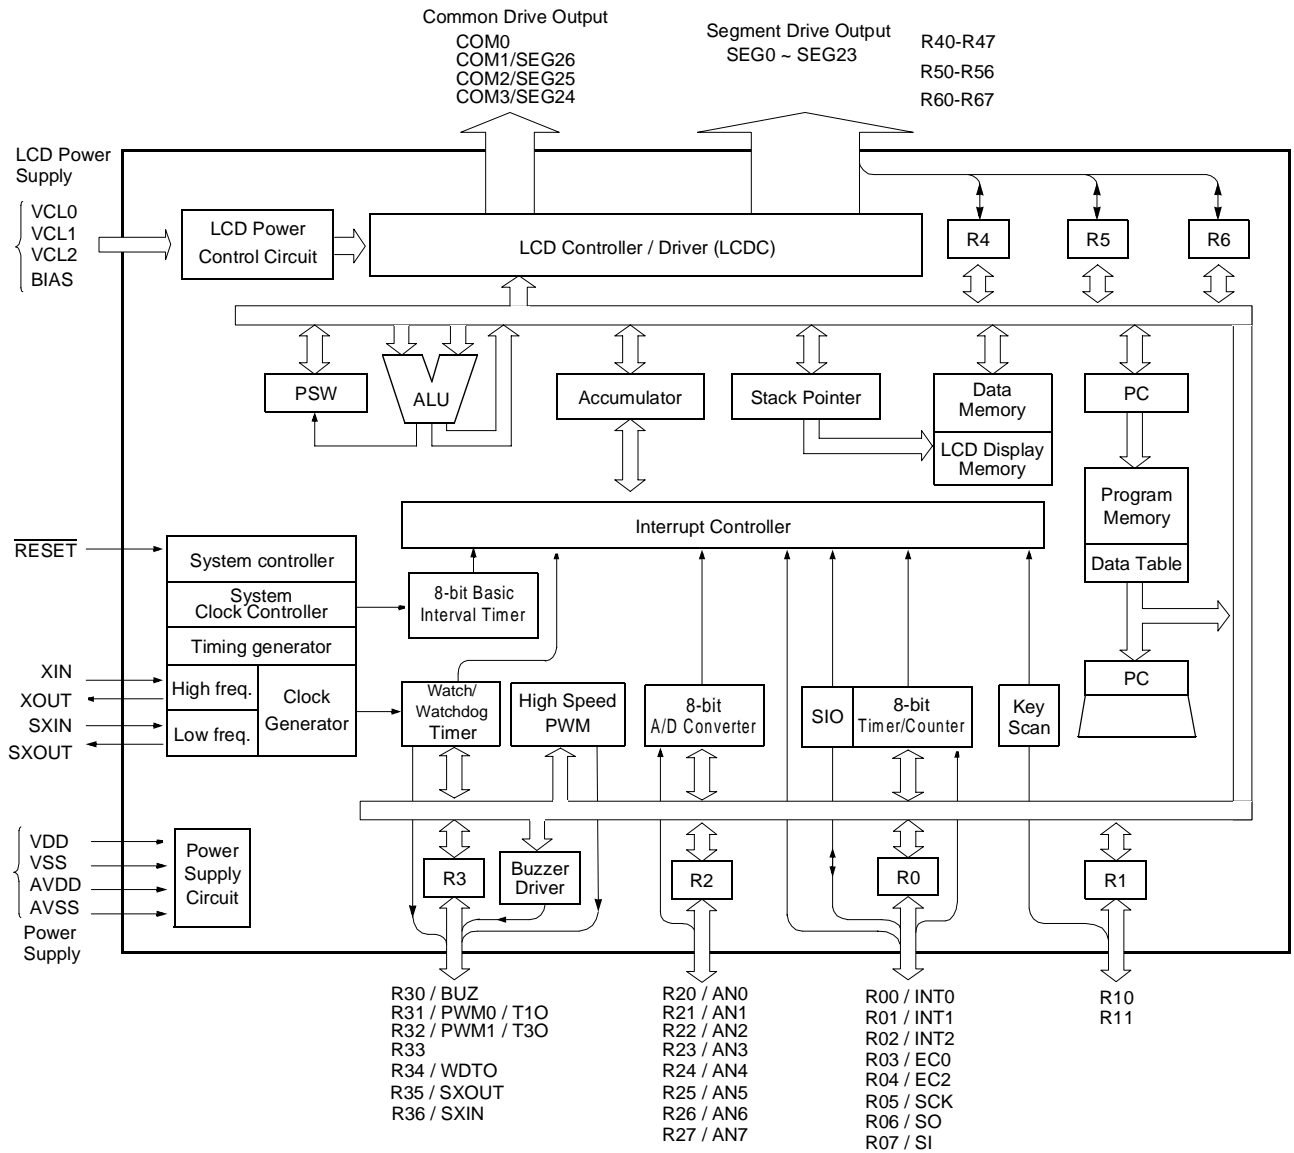 Common Drive Output
COM0
COM1/SEG26
COM2/SEG25
COM3/SEG24
Segment Drive Output
SEG0 ~ SEG23
R40-R47
R50-R56
R60-R67
LCD Power
Supply
VCL0
VCL1
VCL2
BIAS
LCD Power
Control Circuit
LCD Controller / Driver (LCDC)
R4
R5
R6
PSW
ALU
Accumulator
Stack Pointer
Data
Memory
LCD Display
Memory
PC
Program
Memory
Data Table
PC
Interrupt Controller
RESET
System controller
System
Clock Controller
Timing generator
High freq.
Low freq.
Clock
Generator
XIN
XOUT
SXIN
SXOUT
8-bit Basic
Interval Timer
Watch/
Watchdog
Timer
High Speed
PWM
8-bit
A/D Converter
SIO
8-bit
Timer/Counter
Key
Scan
VDD
VSS
AVDD
AVSS
Power
Supply
Power
Supply
Circuit
R3
Buzzer
Driver
R2
R0
R1
R30 / BUZ
R31 / PWM0 / T1O
R32 / PWM1 / T3O
R33
R34 / WDTO
R35 / SXOUT
R36 / SXIN
R20 / AN0
R21 / AN1
R22 / AN2
R23 / AN3
R24 / AN4
R25 / AN5
R26 / AN6
R27 / AN7
R00 / INT0
R01 / INT1
R02 / INT2
R03 / EC0
R04 / EC2
R05 / SCK
R06 / SO
R07 / SI
R10
R11